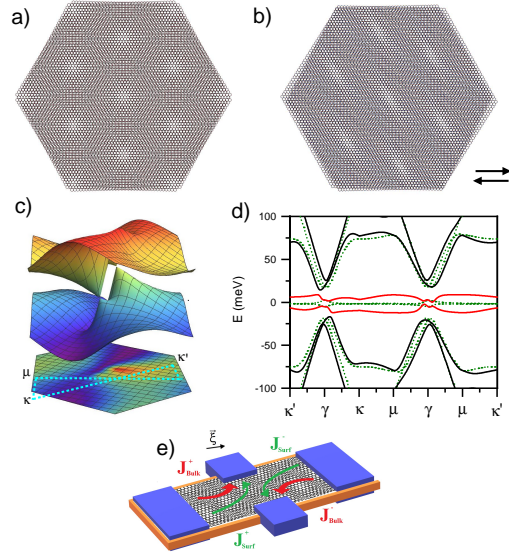 a)
b)
c)
κ'
μ
κ
d)
100
50
0
-50
-100
E (meV)
κ' γ κ μ γ μ κ'
e)
ξ⃗
J⁺Bulk
J⁻Surf
J⁺Surf
J⁻Bulk